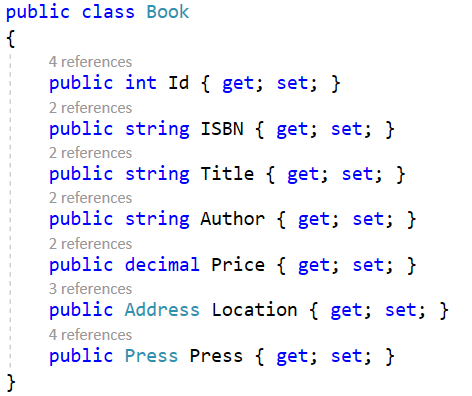 public class Book
{
4 references
public int Id { get; set; }
2 references
public string ISBN { get; set; }
2 references
public string Title { get; set; }
2 references
public string Author { get; set; }
2 references
public decimal Price { get; set; }
3 references
public Address Location { get; set; }
4 references
public Press Press { get; set; }
}